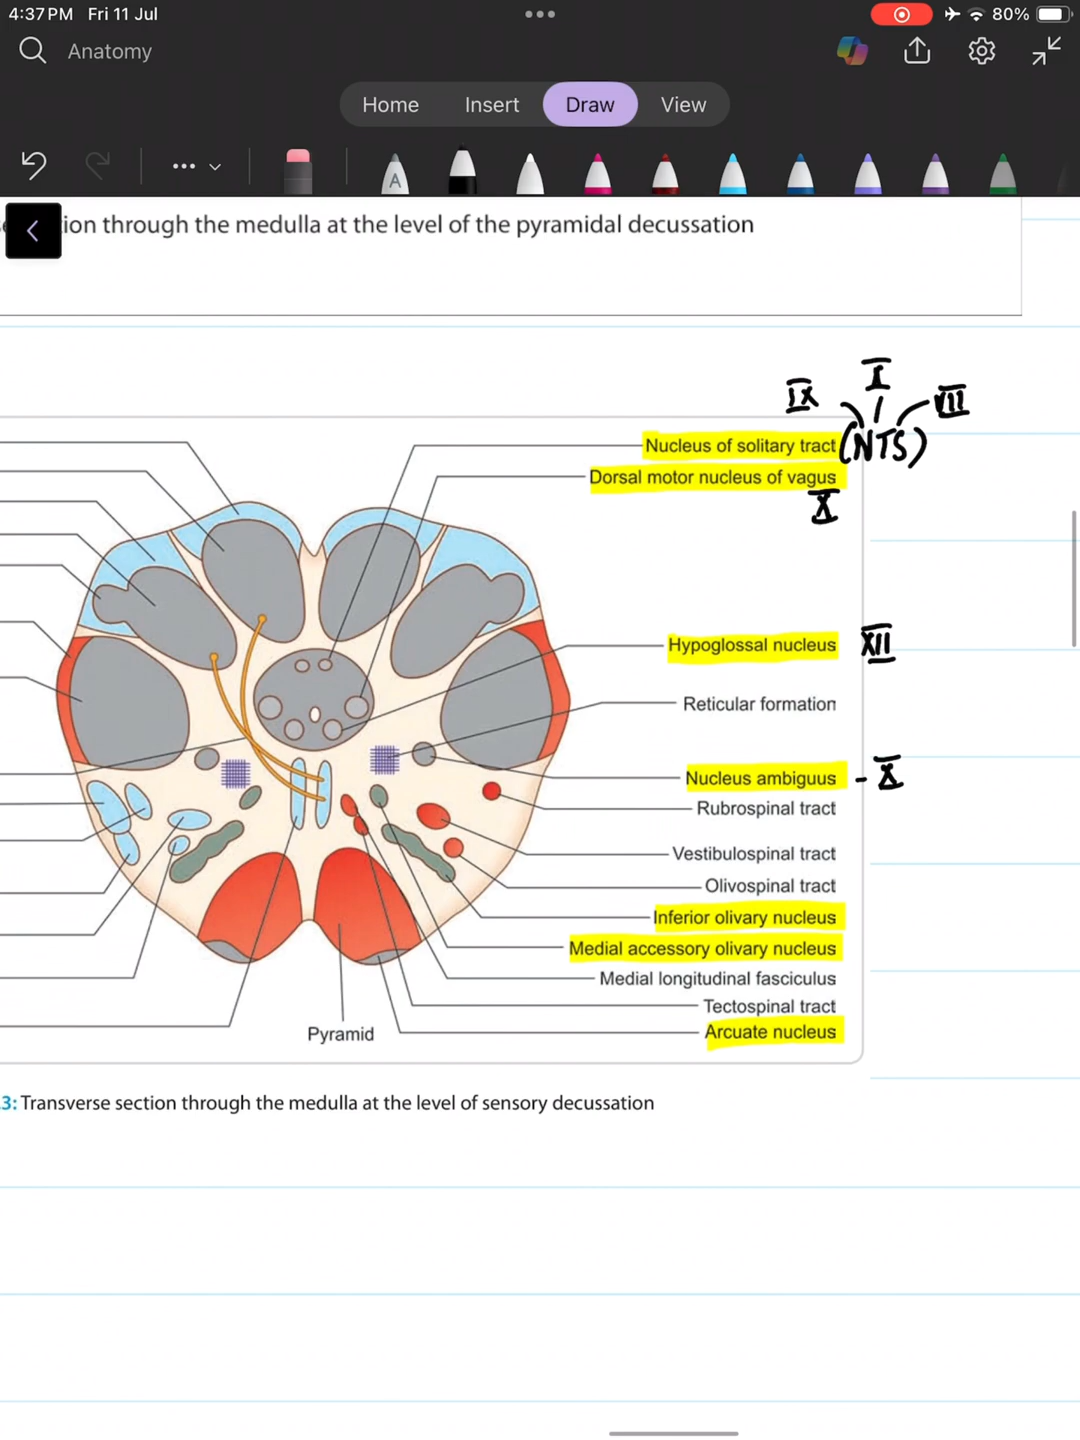 4:37 PM Fri 11 Jul
80%
Anatomy
Home Insert Draw View
A
ion through the medulla at the level of the pyramidal decussation
IX X VII
Nucleus of solitary tract (NTS)
Dorsal motor nucleus of vagus
X
Hypoglossal nucleus XII
Reticular formation
Nucleus ambiguus - X
Rubrospinal tract
Vestibulospinal tract
Olivospinal tract
Inferior olivary nucleus
Medial accessory olivary nucleus
Medial longitudinal fasciculus
Tectospinal tract
Arcuate nucleus
Pyramid
3: Transverse section through the medulla at the level of sensory decussation